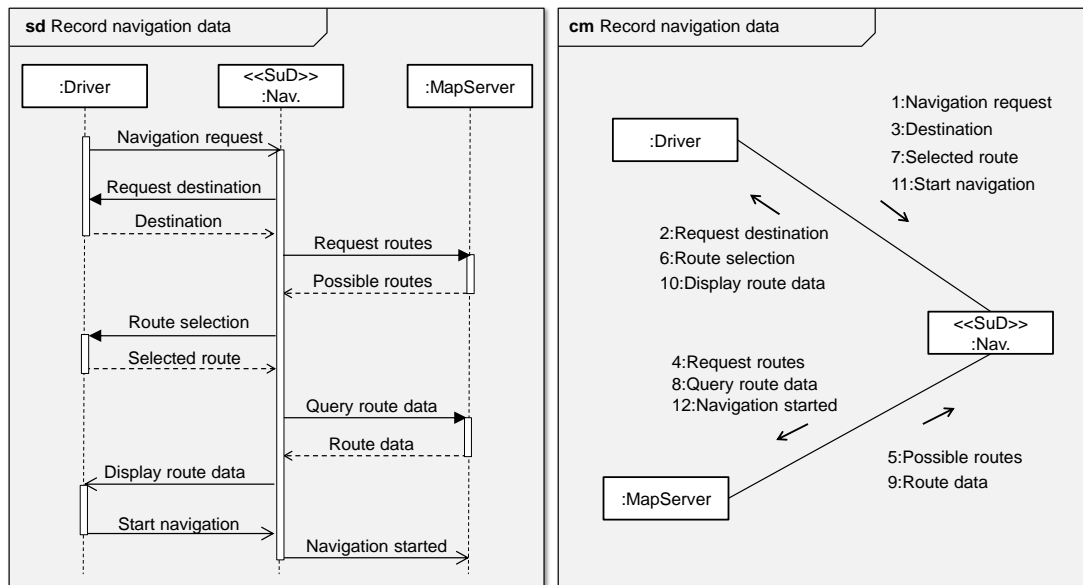 sd Record navigation data
:Driver
<<SuD>>
:Nav.
:MapServer
Navigation request
Request destination
Destination
Request routes
Possible routes
Route selection
Selected route
Query route data
Route data
Display route data
Start navigation
Navigation started
cm Record navigation data
1:Navigation request
3:Destination
7:Selected route
11:Start navigation
:Driver
2:Request destination
6:Route selection
10:Display route data
<<SuD>>
:Nav.
4:Request routes
8:Query route data
12:Navigation started
5:Possible routes
9:Route data
:MapServer